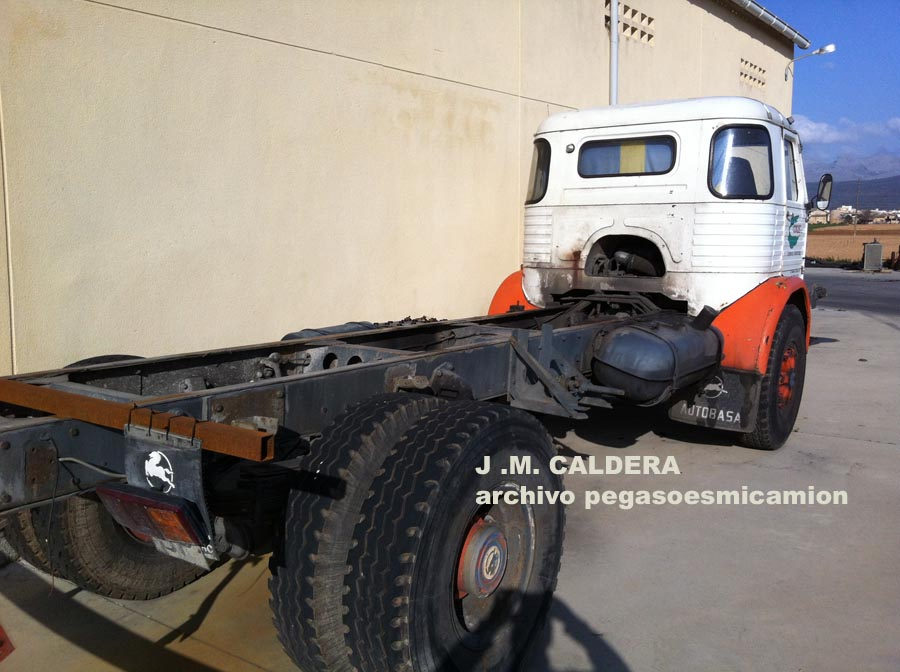 AUTOBASA
J .M. CALDERA
archivo pegasoesmicamion